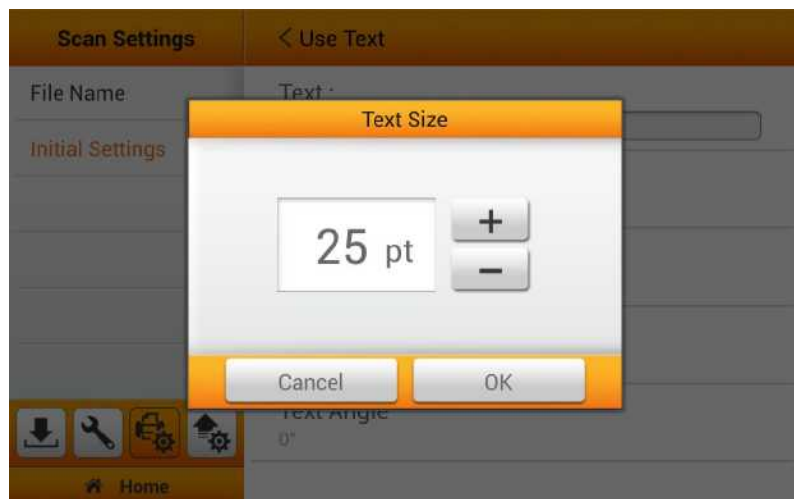 Scan Settings
< Use Text
File Name
Text :
Initial Settings
Text Size
25 pt
+
−
Cancel
OK
Text Angle
0°
Home